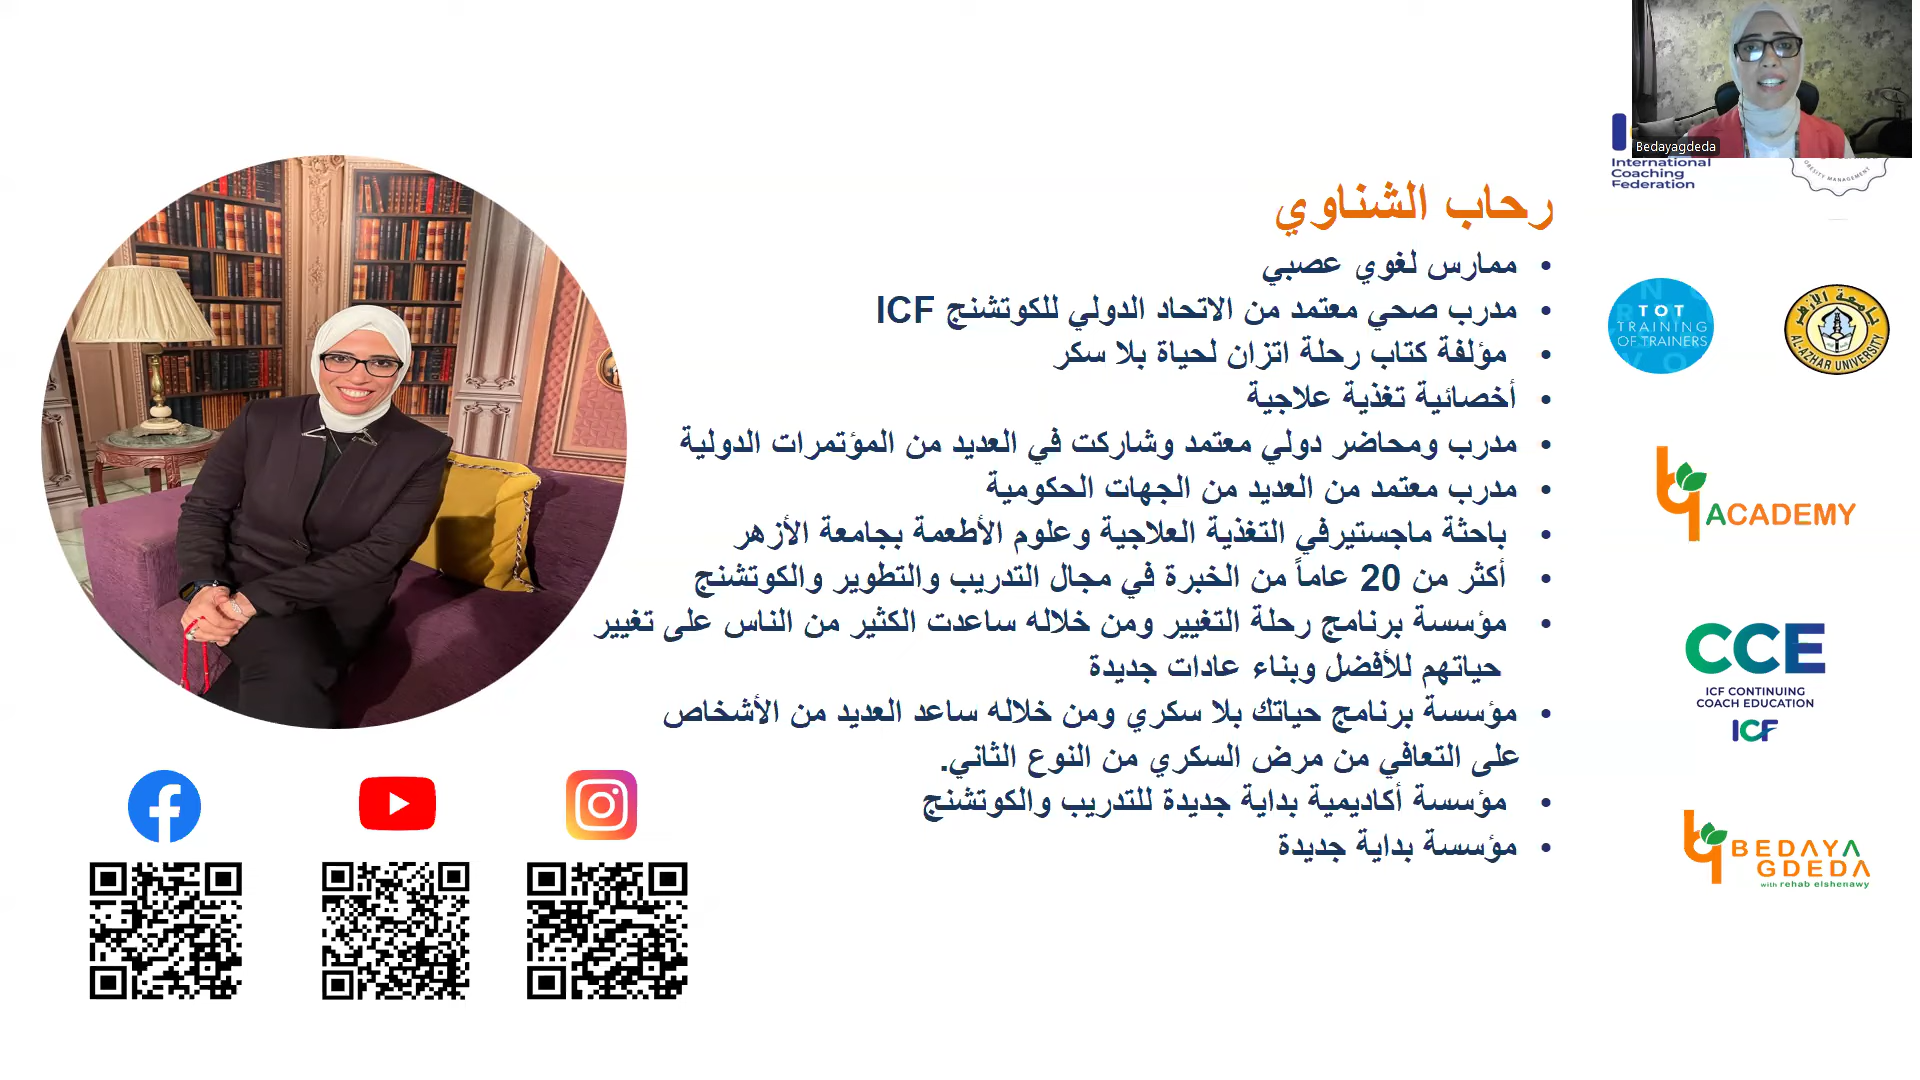 Bedayagdeda
International
Coaching
Federation
OBESITY MANAGEMENT
رحاب الشناوي
• ممارس لغوي عصبي
• مدرب صحي معتمد من الاتحاد الدولي للكوتشنج ICF
• مؤلفة كتاب رحلة اتزان لحياة بلا سكر
• أخصائية تغذية علاجية
• مدرب ومحاضر دولي معتمد وشاركت في العديد من المؤتمرات الدولية
• مدرب معتمد من العديد من الجهات الحكومية
• باحثة ماجستيرفي التغذية العلاجية وعلوم الأطعمة بجامعة الأزهر
• أكثر من 20 عاماً من الخبرة في مجال التدريب والتطوير والكوتشنج
• مؤسسة برنامج رحلة التغيير ومن خلاله ساعدت الكثير من الناس على تغيير
حياتهم للأفضل وبناء عادات جديدة
• مؤسسة برنامج حياتك بلا سكري ومن خلاله ساعد العديد من الأشخاص
على التعافي من مرض السكري من النوع الثاني.
• مؤسسة أكاديمية بداية جديدة للتدريب والكوتشنج
• مؤسسة بداية جديدة
TOT
TRAINING
OF TRAINERS
جامعة الأزهر
AL-AZHAR UNIVERSITY
ACADEMY
CCE
ICF CONTINUING
COACH EDUCATION
ICF
BEDAYA
GDEDA
with rehab elshenawy